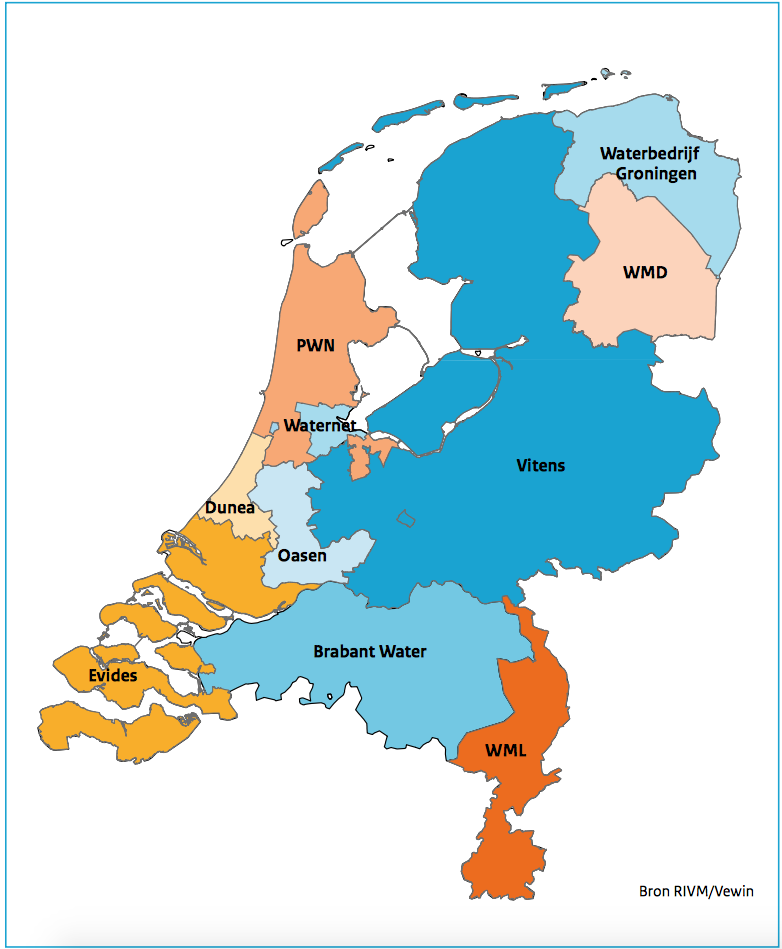 Waterbedrijf
Groningen
WMD
PWN
Waternet
Vitens
Dunea
Oasen
Brabant Water
Evides
WML
Bron RIVM/Vewin